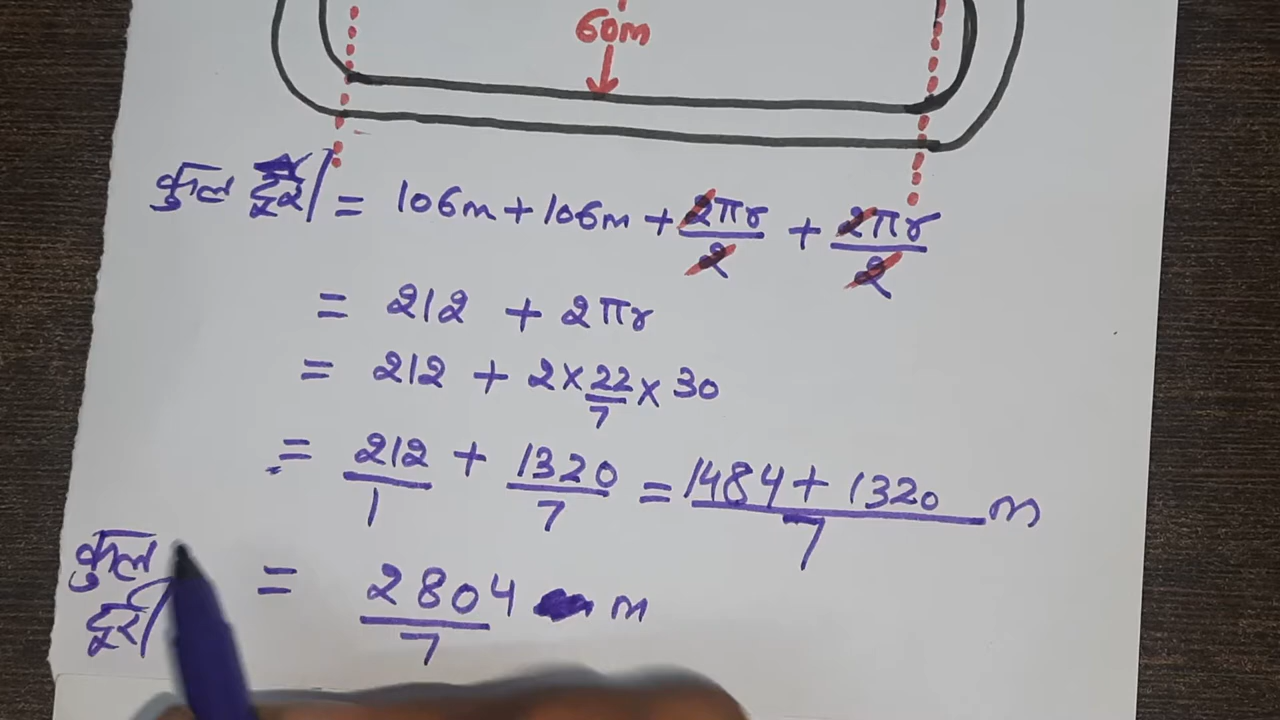 60m
कुल दूरी = 106m + 106m + 2πr/2 + 2πr/2
= 212 + 2πr
= 212 + 2 × 22/7 × 30
= 212/1 + 1320/7 = 1484 + 1320/7 m
कुल दूरी = 2804/7 m